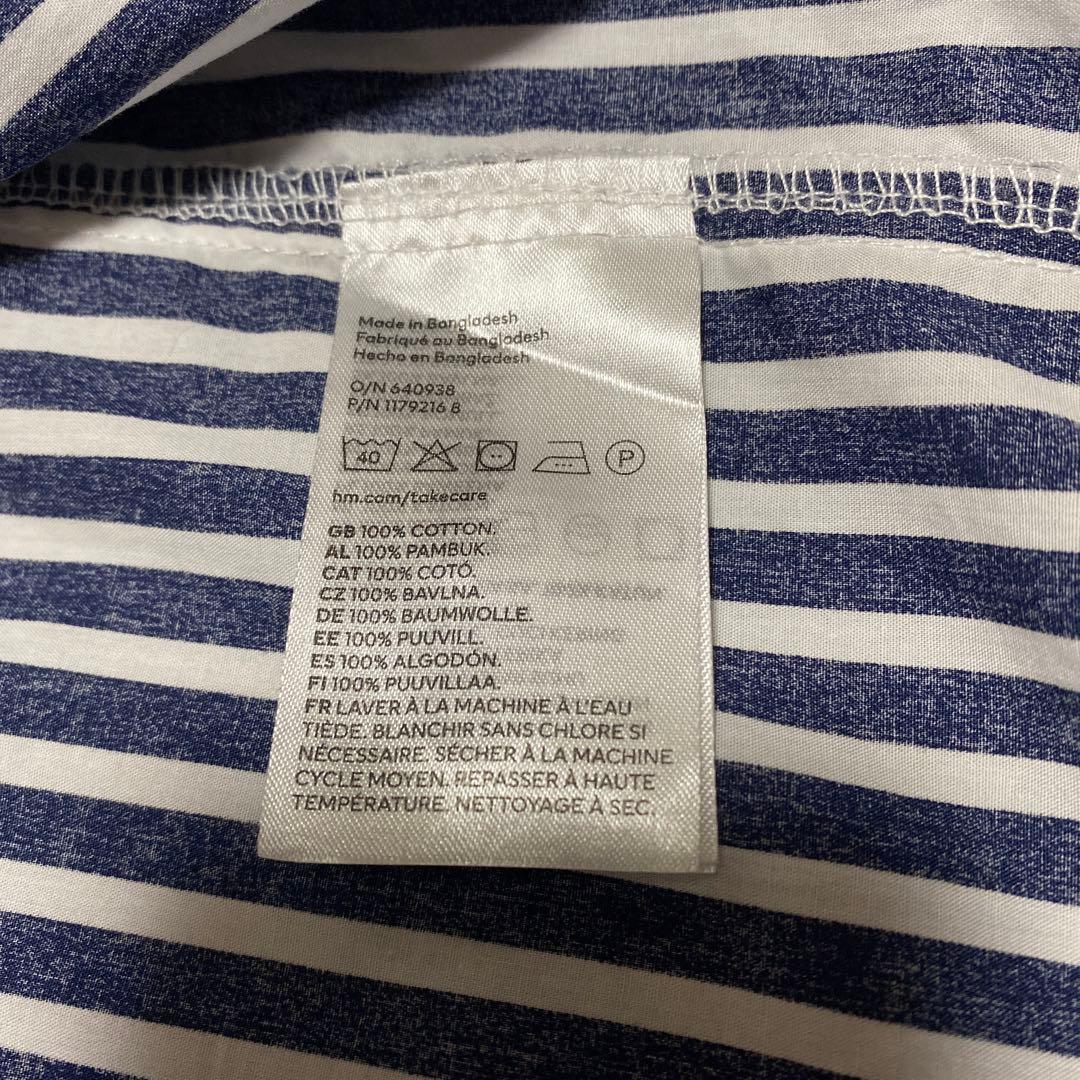 Made in Bangladesh
Fabriqué au Bangladesh
Hecho en Bangladesh
O/N 640938
P/N 1179216 8
40 P
hm.com/takecare
GB 100% COTTON.
AL 100% PAMBUK.
CAT 100% COTÓ.
CZ 100% BAVLNA.
DE 100% BAUMWOLLE.
EE 100% PUUVILL.
ES 100% ALGODÓN.
FI 100% PUUVILLAA.
FR LAVER À LA MACHINE À L'EAU
TIÈDE. BLANCHIR SANS CHLORE SI
NÉCESSAIRE. SÉCHER À LA MACHINE
CYCLE MOYEN. REPASSER À HAUTE
TEMPÉRATURE. NETTOYAGE À SEC.